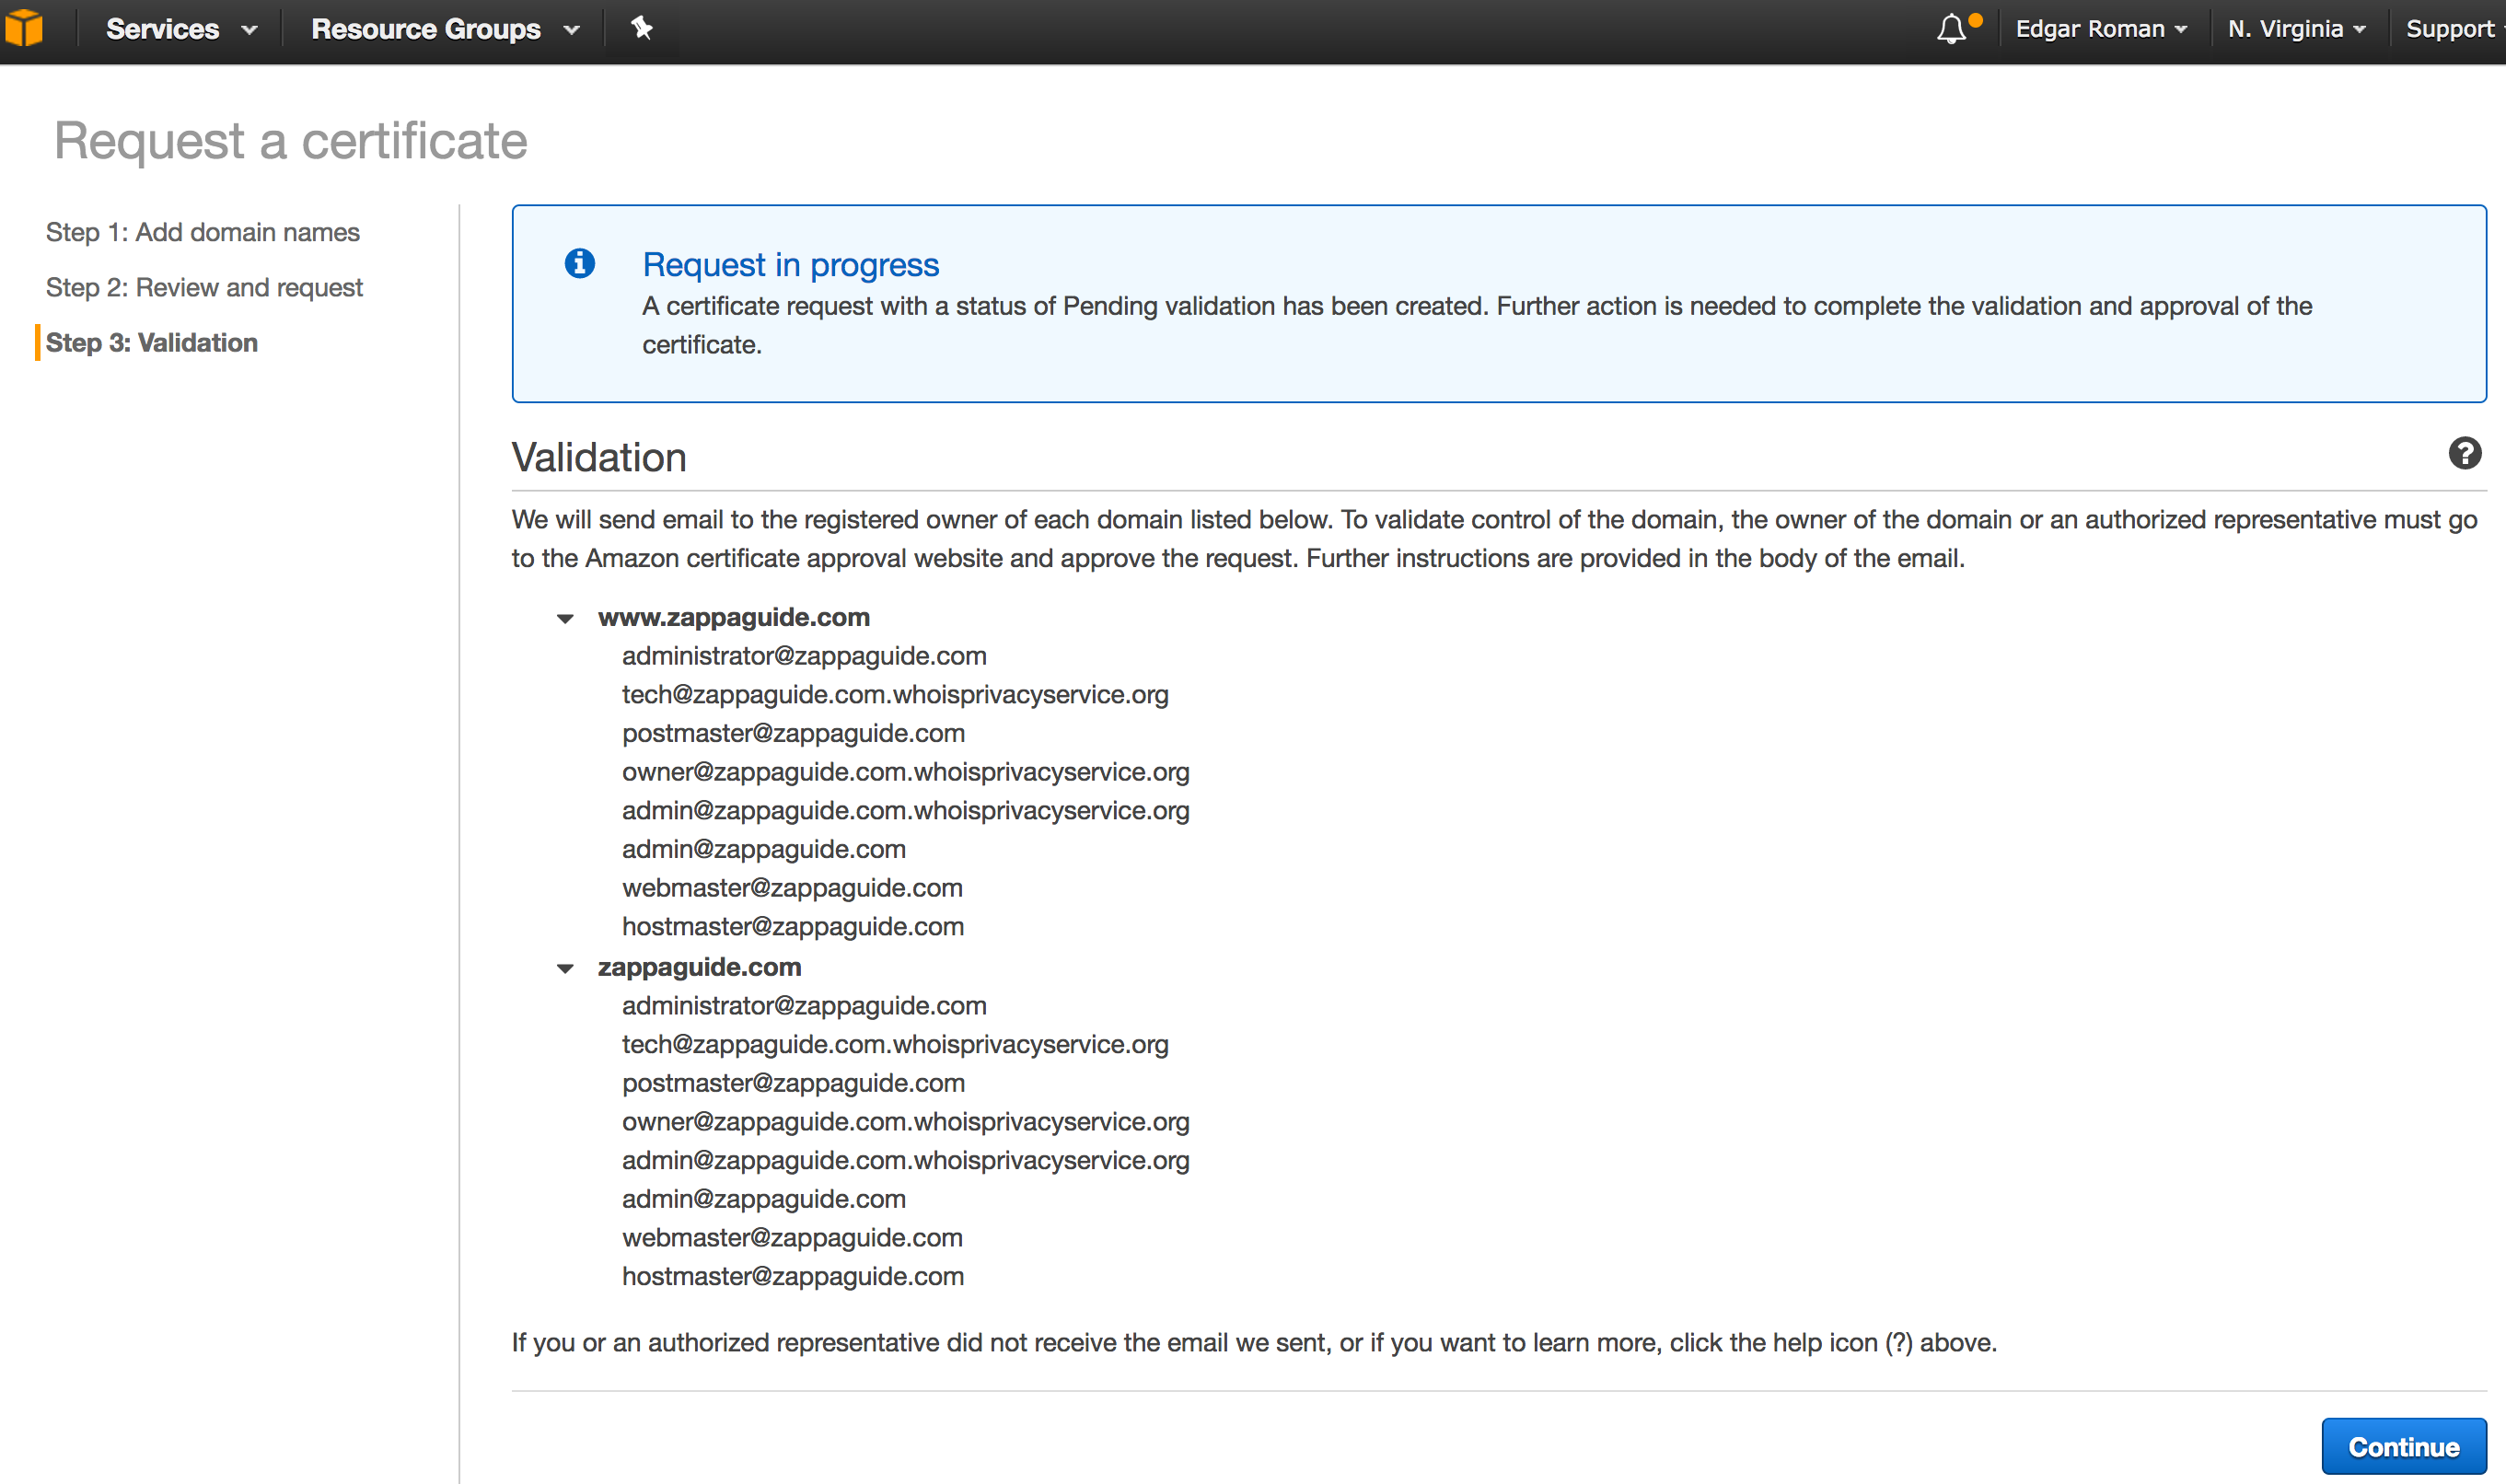 Services Resource Groups Edgar Roman N. Virginia Support
Request a certificate
Step 1: Add domain names
Step 2: Review and request
Step 3: Validation
Request in progress
A certificate request with a status of Pending validation has been created. Further action is needed to complete the validation and approval of the
certificate.
Validation
We will send email to the registered owner of each domain listed below. To validate control of the domain, the owner of the domain or an authorized representative must go
to the Amazon certificate approval website and approve the request. Further instructions are provided in the body of the email.
www.zappaguide.com
administrator@zappaguide.com
tech@zappaguide.com.whoisprivacyservice.org
postmaster@zappaguide.com
owner@zappaguide.com.whoisprivacyservice.org
admin@zappaguide.com.whoisprivacyservice.org
admin@zappaguide.com
webmaster@zappaguide.com
hostmaster@zappaguide.com
zappaguide.com
administrator@zappaguide.com
tech@zappaguide.com.whoisprivacyservice.org
postmaster@zappaguide.com
owner@zappaguide.com.whoisprivacyservice.org
admin@zappaguide.com.whoisprivacyservice.org
admin@zappaguide.com
webmaster@zappaguide.com
hostmaster@zappaguide.com
If you or an authorized representative did not receive the email we sent, or if you want to learn more, click the help icon (?) above.
Continue